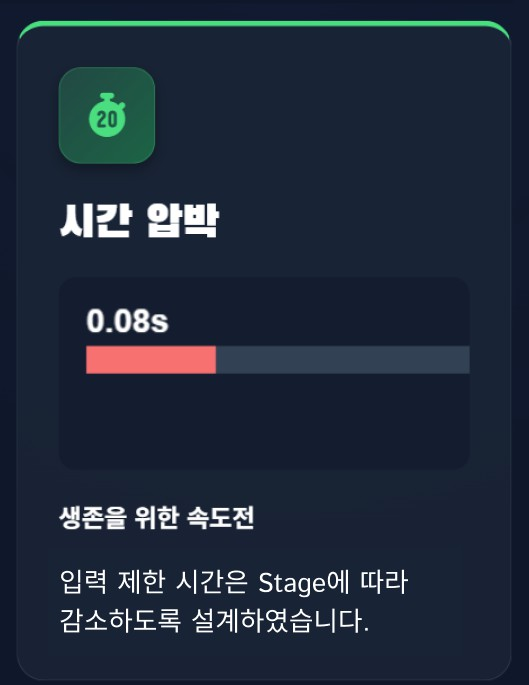 20
시간 압박
0.08s
생존을 위한 속도전
입력 제한 시간은 Stage에 따라
감소하도록 설계하였습니다.